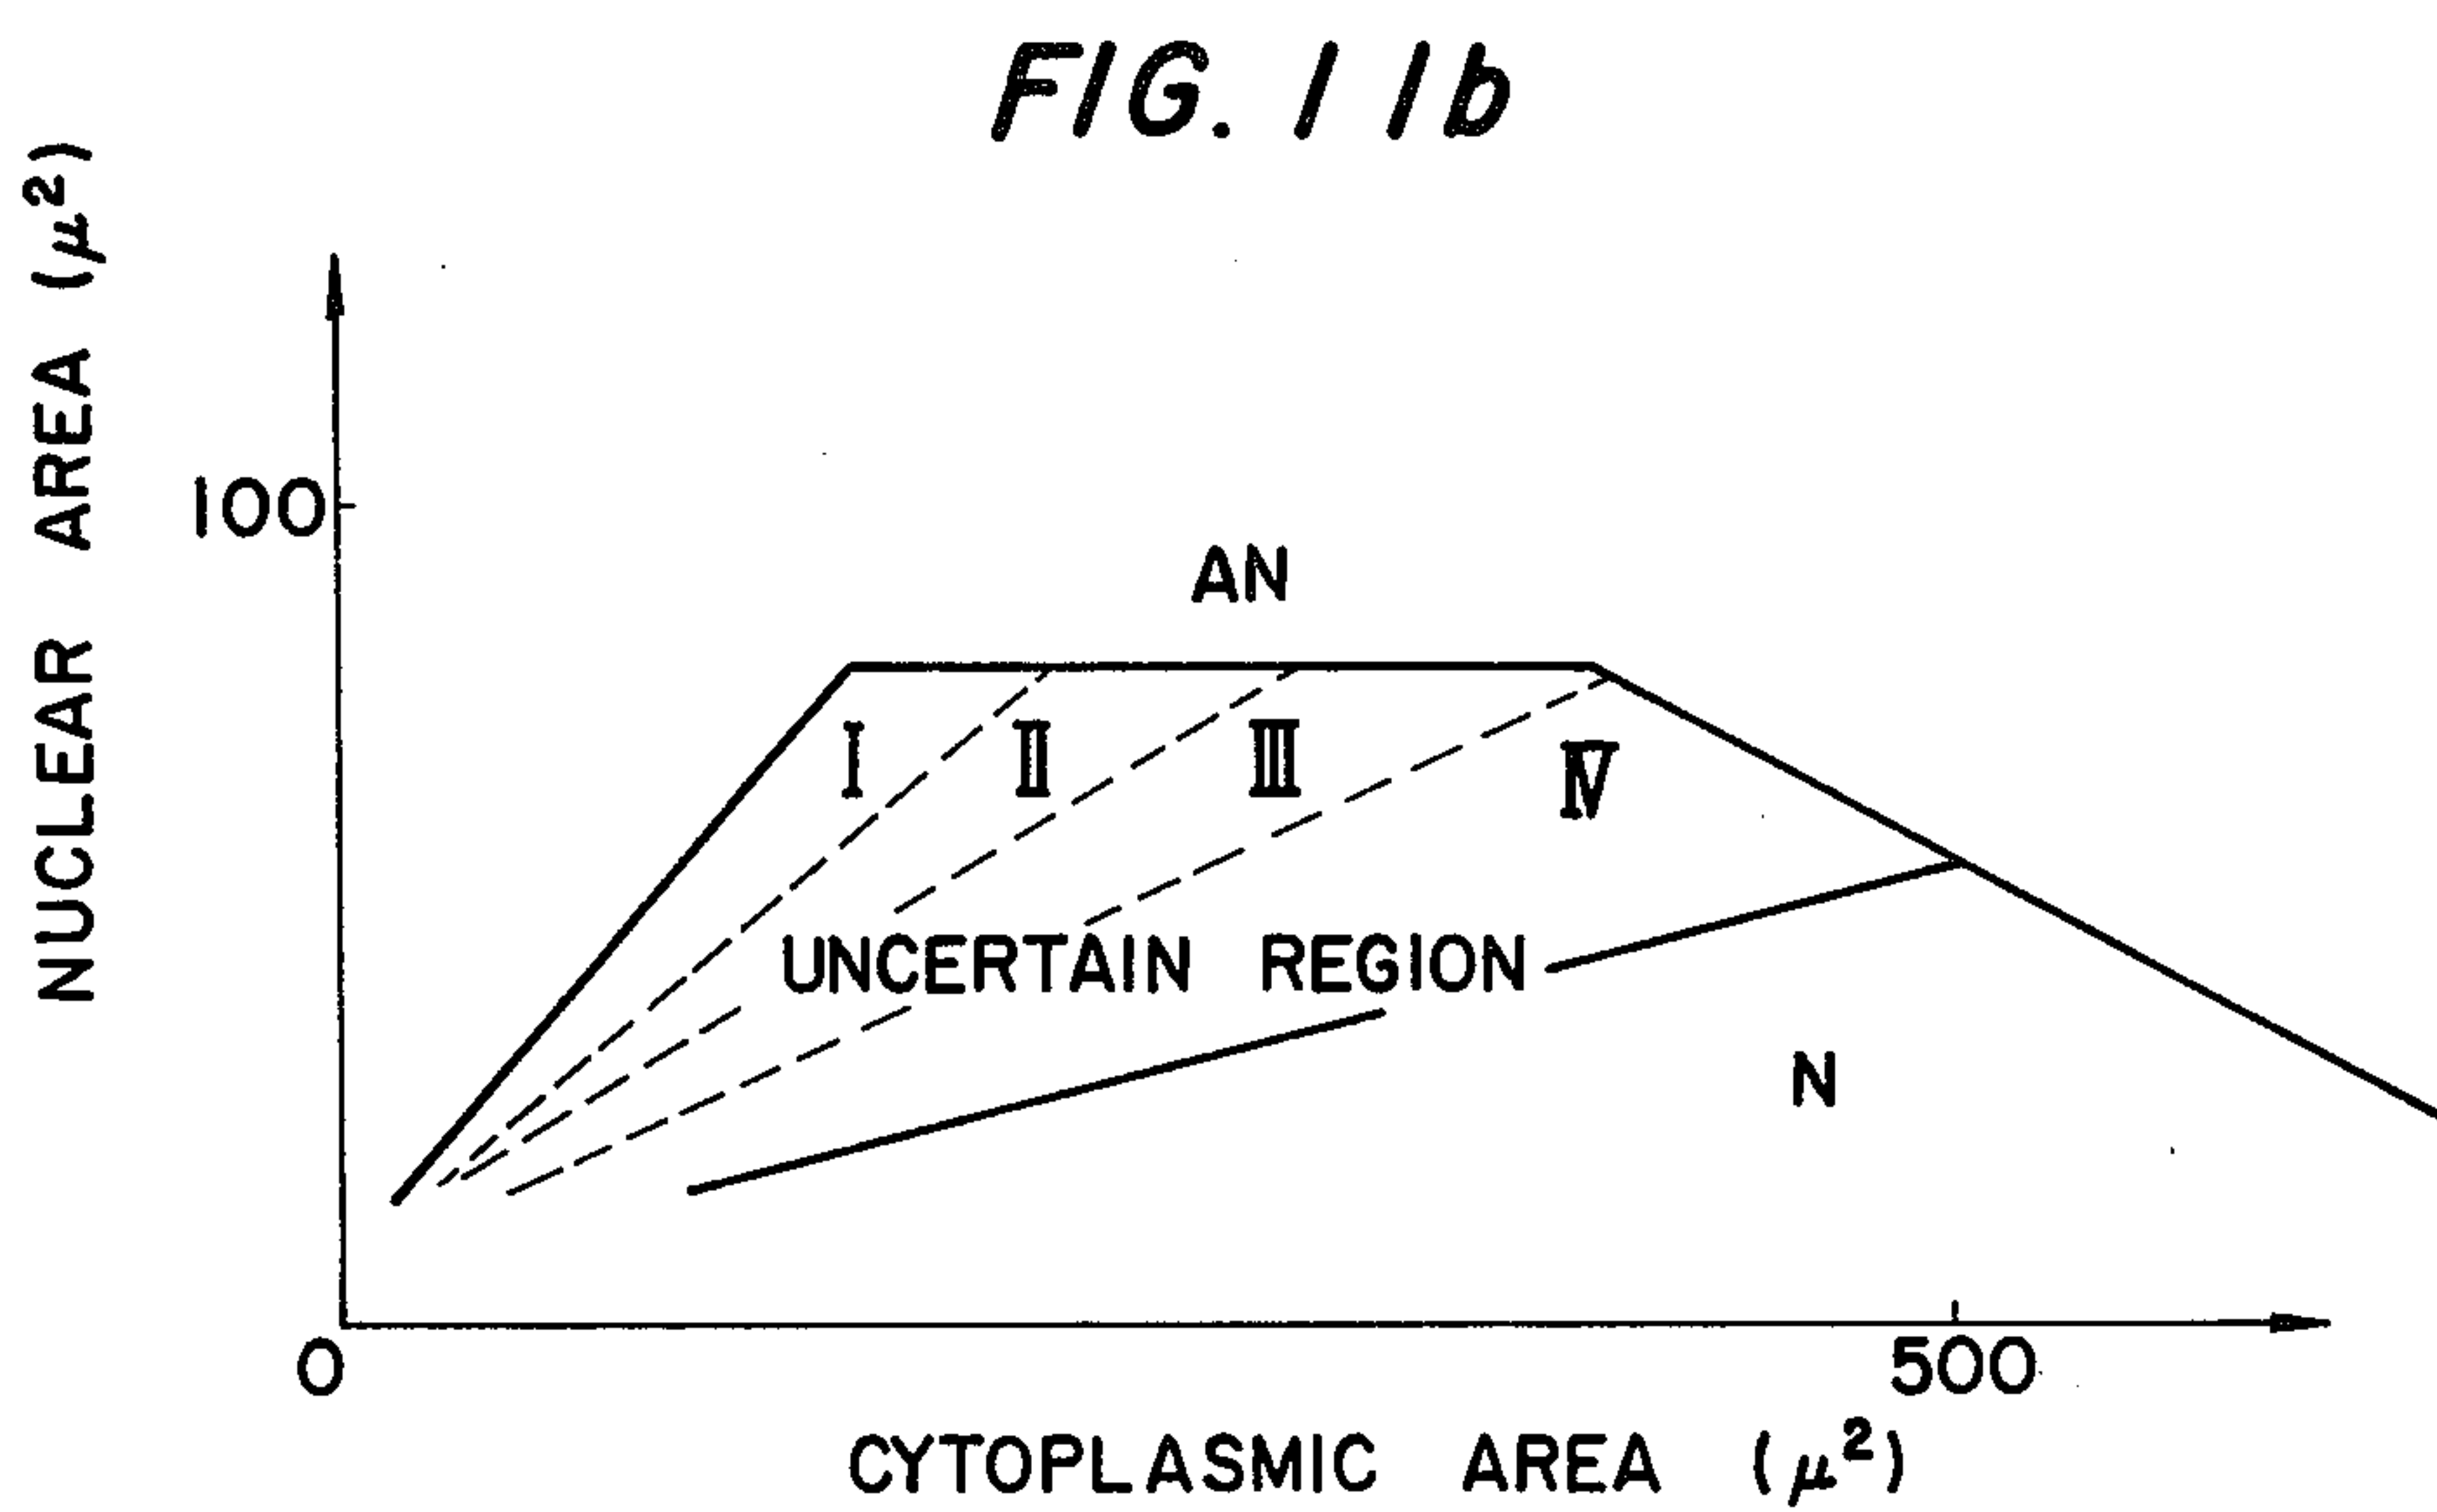 FIG. 11b
NUCLEAR AREA (μ²)
100
AN
I II III IV
UNCERTAIN REGION
N
0 500
CYTOPLASMIC AREA (μ²)